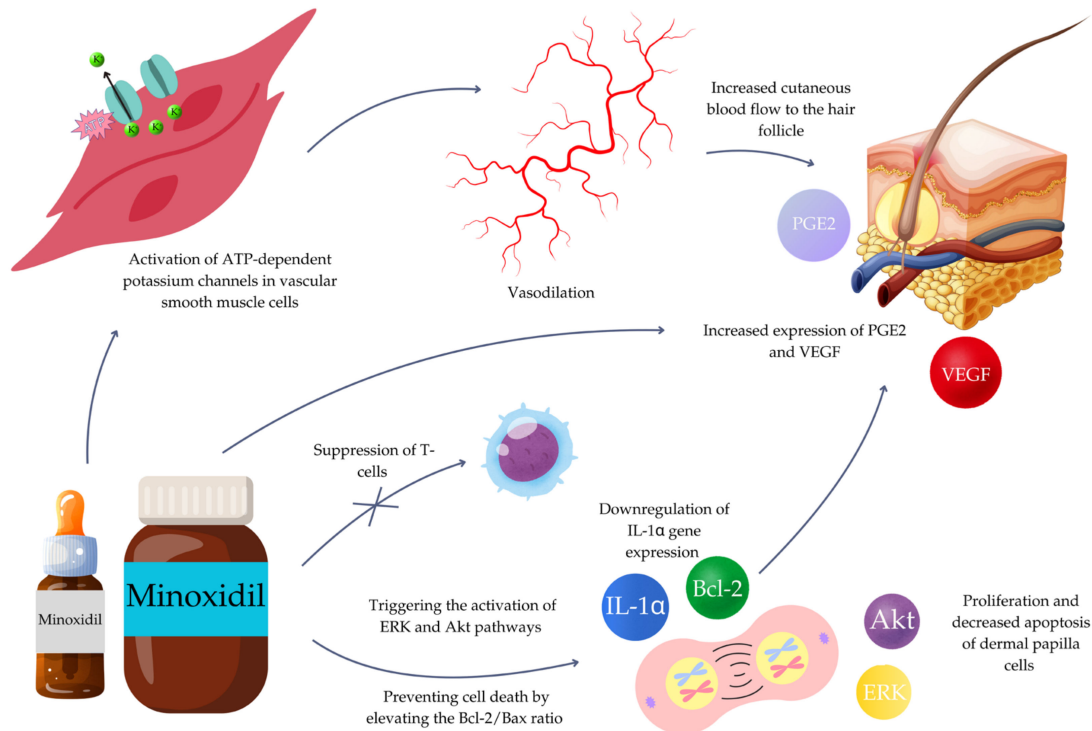 K
ATP
K
K
K
Activation of ATP-dependent
potassium channels in vascular
smooth muscle cells
Vasodilation
Increased cutaneous
blood flow to the hair
follicle
PGE2
Increased expression of PGE2
and VEGF
VEGF
Suppression of T-
cells
Downregulation of
IL-1α gene
expression
IL-1α
Bcl-2
Minoxidil
Minoxidil
Triggering the activation of
ERK and Akt pathways
Preventing cell death by
elevating the Bcl-2/Bax ratio
Akt
ERK
Proliferation and
decreased apoptosis
of dermal papilla
cells